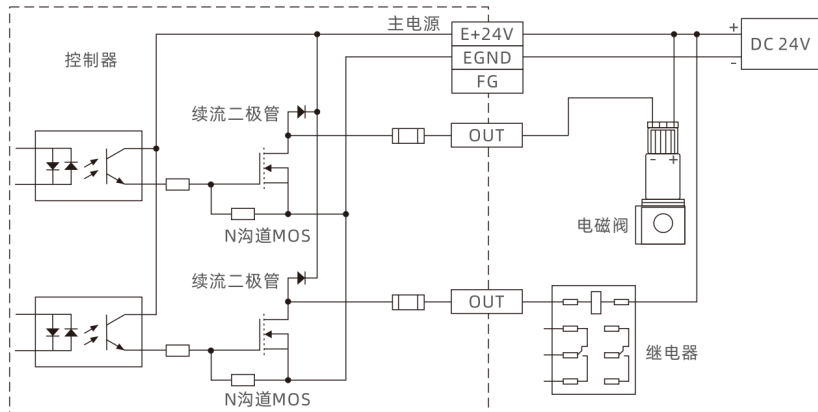 主电源
E+24V
EGND
FG
+
-
DC 24V
控制器
续流二极管
OUT
- +
N沟道MOS
电磁阀
续流二极管
OUT
继电器
N沟道MOS